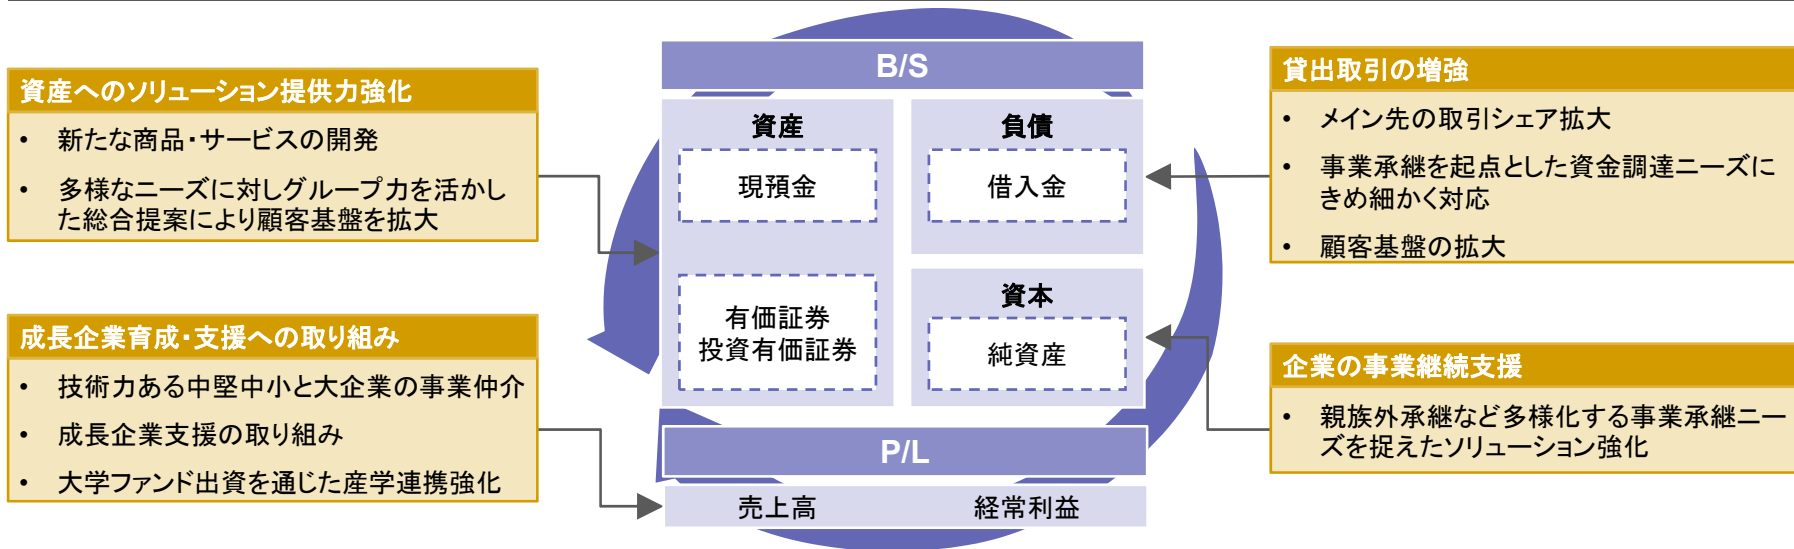 資産へのソリューション提供力強化
• 新たな商品・サービスの開発
• 多様なニーズに対しグループ力を活かし
た総合提案により顧客基盤を拡大
成長企業育成・支援への取り組み
• 技術力ある中堅中小と大企業の事業仲介
• 成長企業支援の取り組み
• 大学ファンド出資を通じた産学連携強化
B/S
資産
現預金
有価証券
投資有価証券
負債
借入金
資本
純資産
P/L
売上高 経常利益
貸出取引の増強
• メイン先の取引シェア拡大
• 事業承継を起点とした資金調達ニーズに
きめ細かく対応
• 顧客基盤の拡大
企業の事業継続支援
• 親族外承継など多様化する事業承継ニー
ズを捉えたソリューション強化